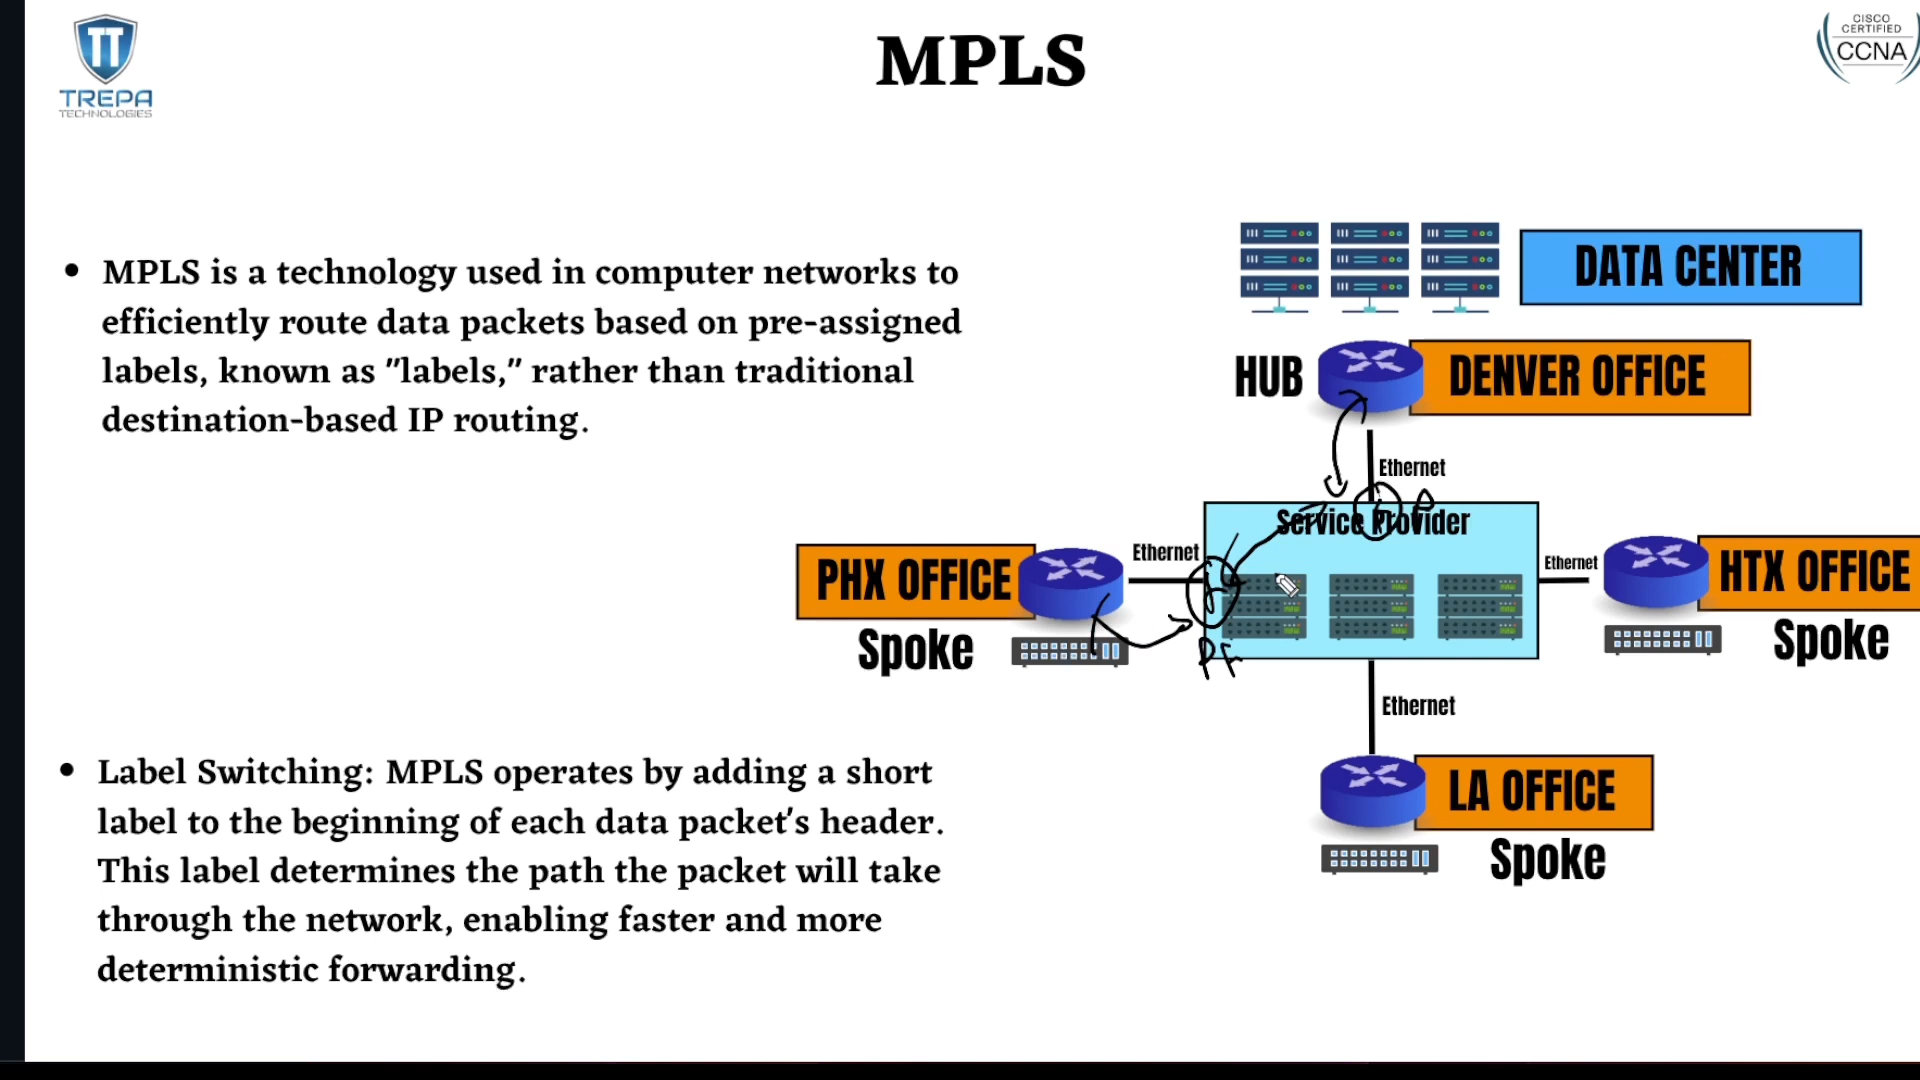 TREPA
TECHNOLOGIES
MPLS
CISCO
CERTIFIED
CCNA
• MPLS is a technology used in computer networks to
efficiently route data packets based on pre-assigned
labels, known as "labels," rather than traditional
destination-based IP routing.
• Label Switching: MPLS operates by adding a short
label to the beginning of each data packet's header.
This label determines the path the packet will take
through the network, enabling faster and more
deterministic forwarding.
DATA CENTER
HUB
DENVER OFFICE
Ethernet
Service Provider
PHX OFFICE
Ethernet
Spoke
Ethernet
HTX OFFICE
Spoke
Ethernet
LA OFFICE
Spoke